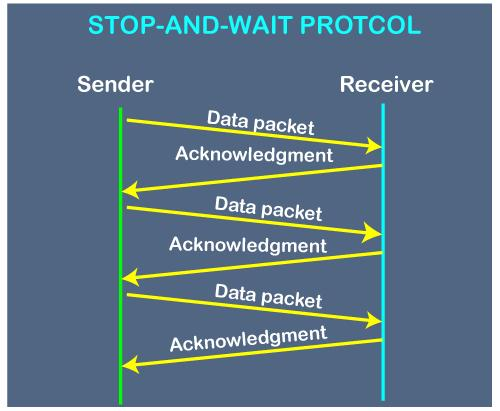 STOP-AND-WAIT PROTCOL
Sender Receiver
Data packet
Acknowledgment
Data packet
Acknowledgment
Data packet
Acknowledgment